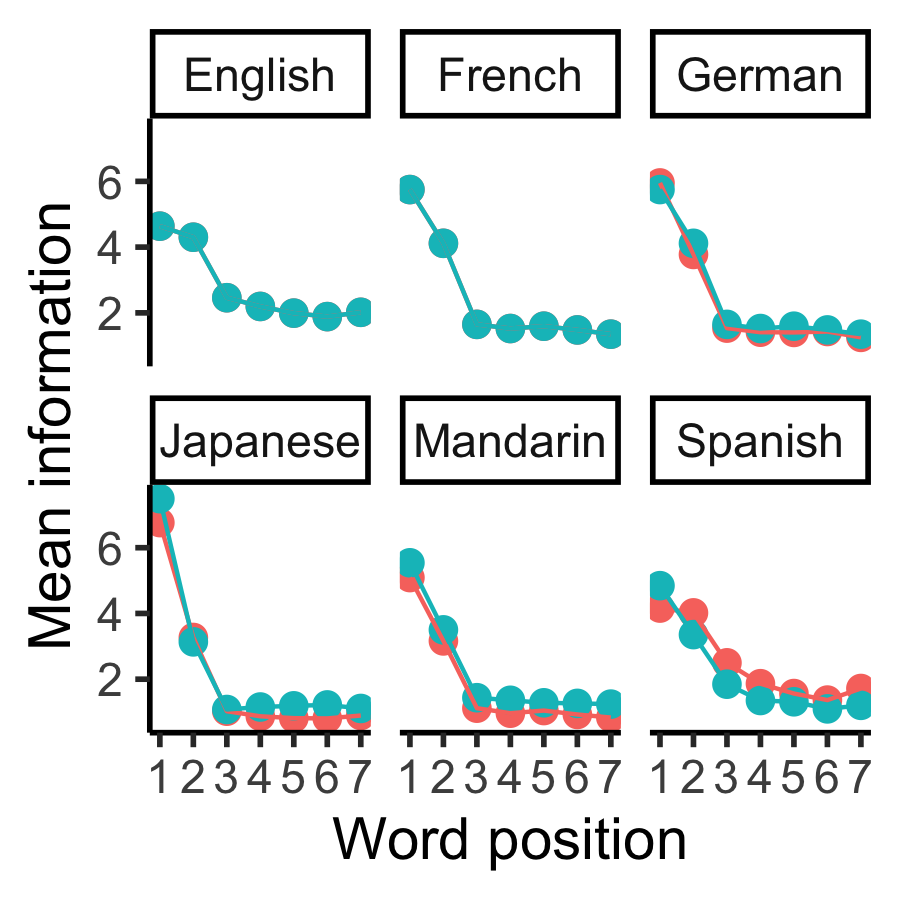 English French German
6
4
2
Japanese Mandarin Spanish
6
4
2
1 2 3 4 5 6 7 1 2 3 4 5 6 7 1 2 3 4 5 6 7
Word position
Mean information